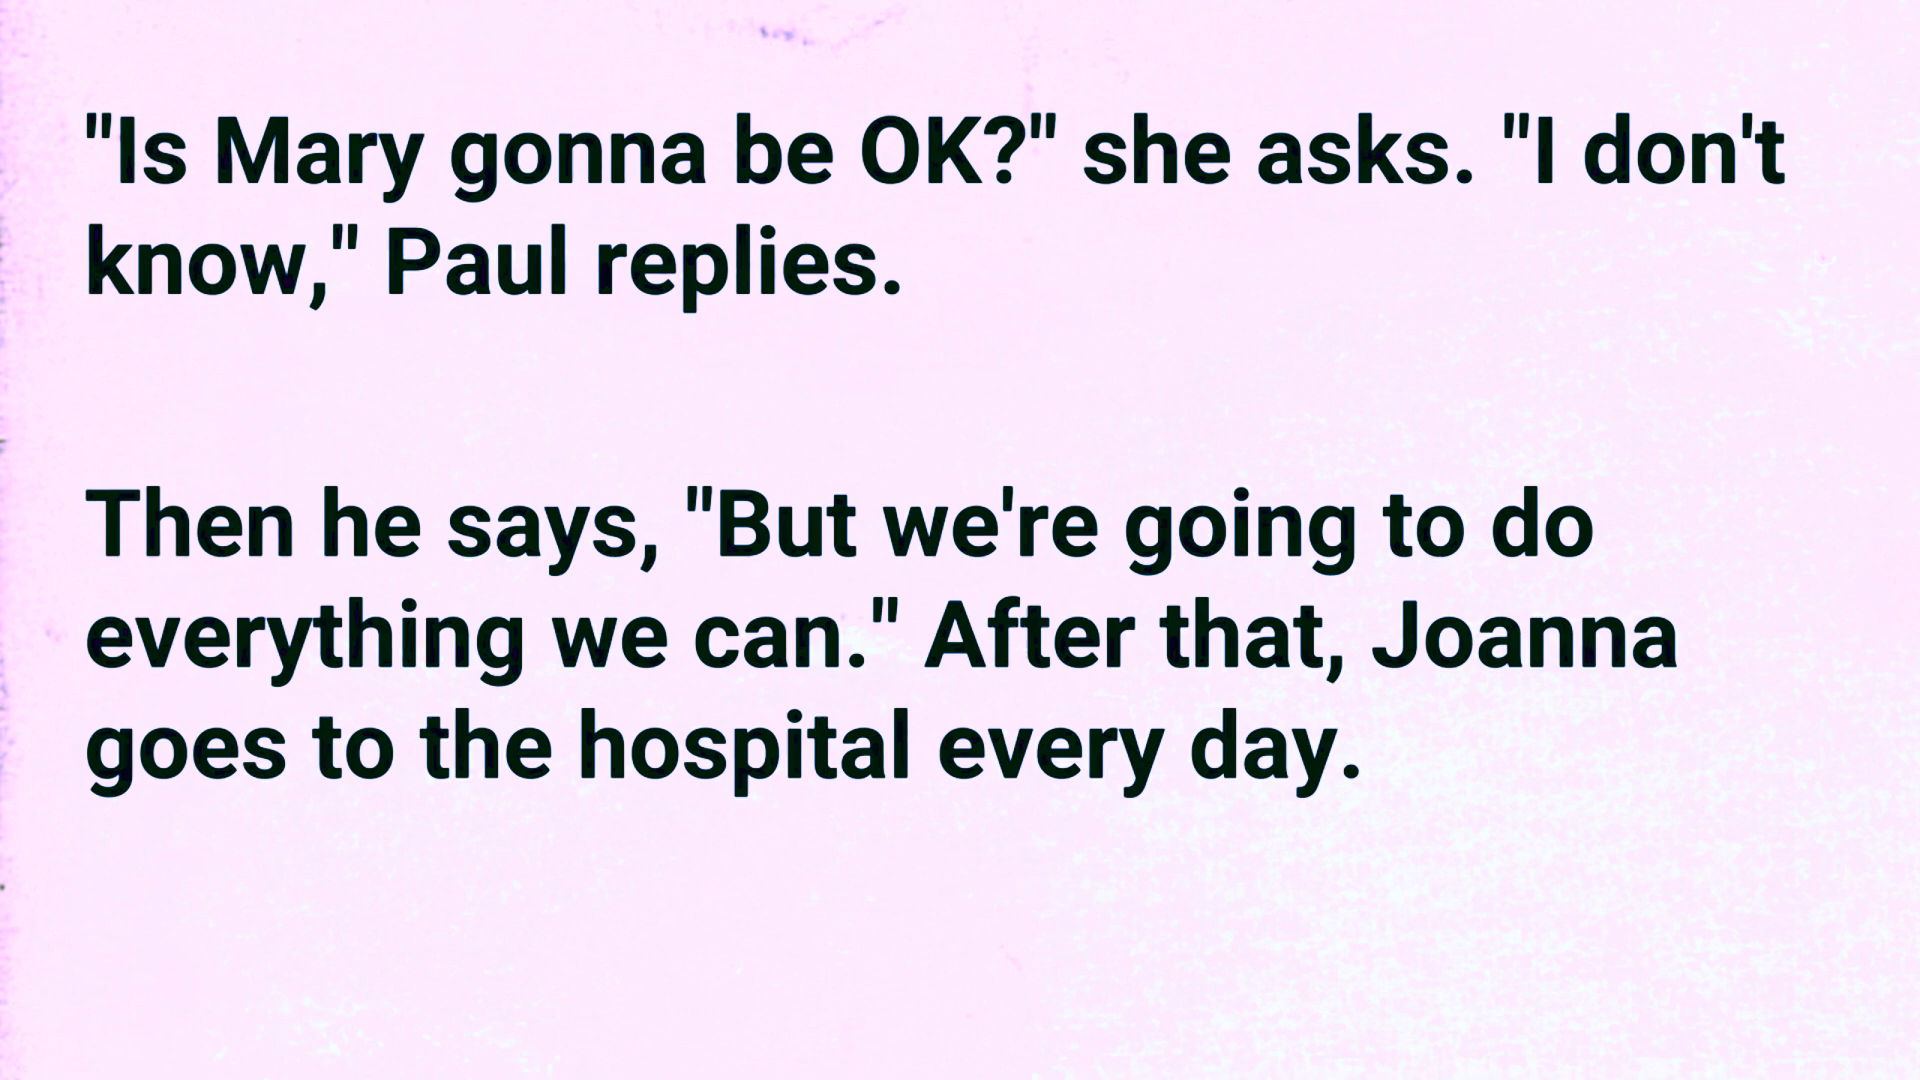 "Is Mary gonna be OK?" she asks. "I don't
know," Paul replies.
Then he says, "But we're going to do
everything we can." After that, Joanna
goes to the hospital every day.